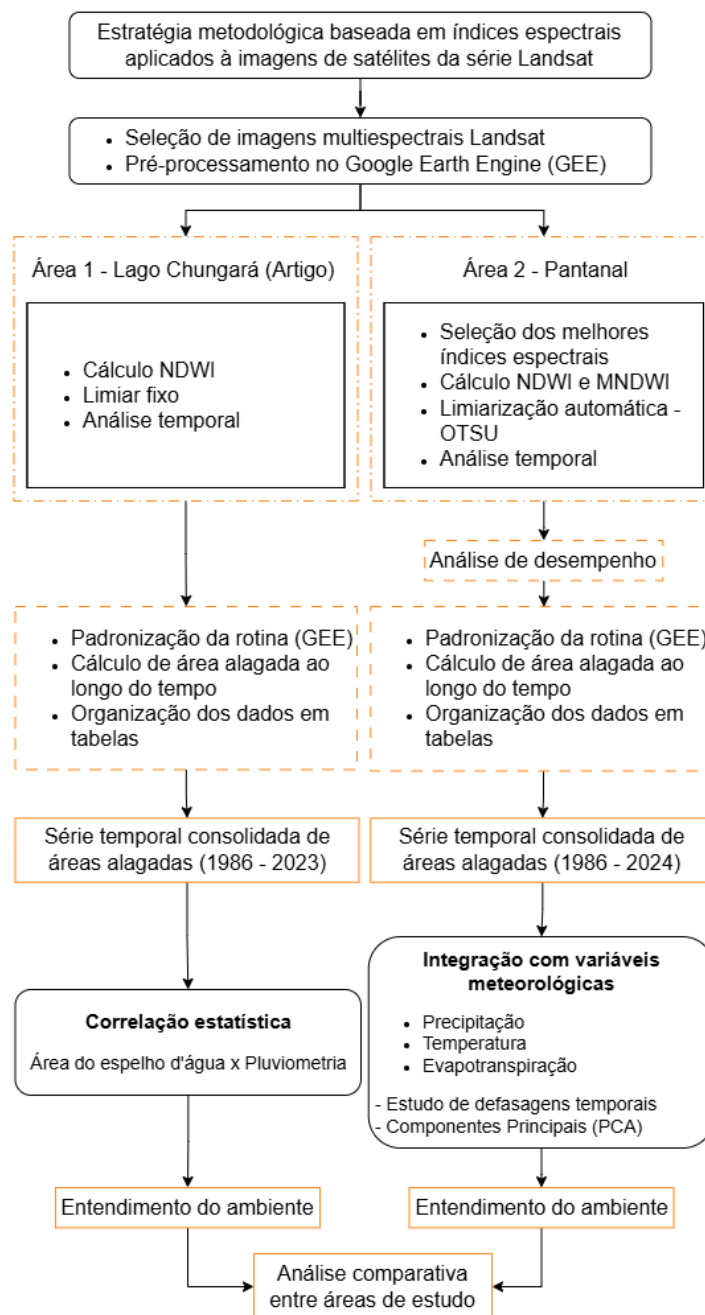 Estratégia metodológica baseada em índices espectrais
aplicados à imagens de satélites da série Landsat
• Seleção de imagens multiespectrais Landsat
• Pré-processamento no Google Earth Engine (GEE)
Área 1 - Lago Chungará (Artigo)
• Cálculo NDWI
• Limiar fixo
• Análise temporal
Área 2 - Pantanal
• Seleção dos melhores
índices espectrais
• Cálculo NDWI e MNDWI
• Limiarização automática -
OTSU
• Análise temporal
Análise de desempenho
• Padronização da rotina (GEE)
• Cálculo de área alagada ao
longo do tempo
• Organização dos dados em
tabelas
• Padronização da rotina (GEE)
• Cálculo de área alagada ao
longo do tempo
• Organização dos dados em
tabelas
Série temporal consolidada de
áreas alagadas (1986 - 2023)
Série temporal consolidada de
áreas alagadas (1986 - 2024)
Correlação estatística
Área do espelho d'água x Pluviometria
Integração com variáveis
meteorológicas
• Precipitação
• Temperatura
• Evapotranspiração
- Estudo de defasagens temporais
- Componentes Principais (PCA)
Entendimento do ambiente
Entendimento do ambiente
Análise comparativa
entre áreas de estudo